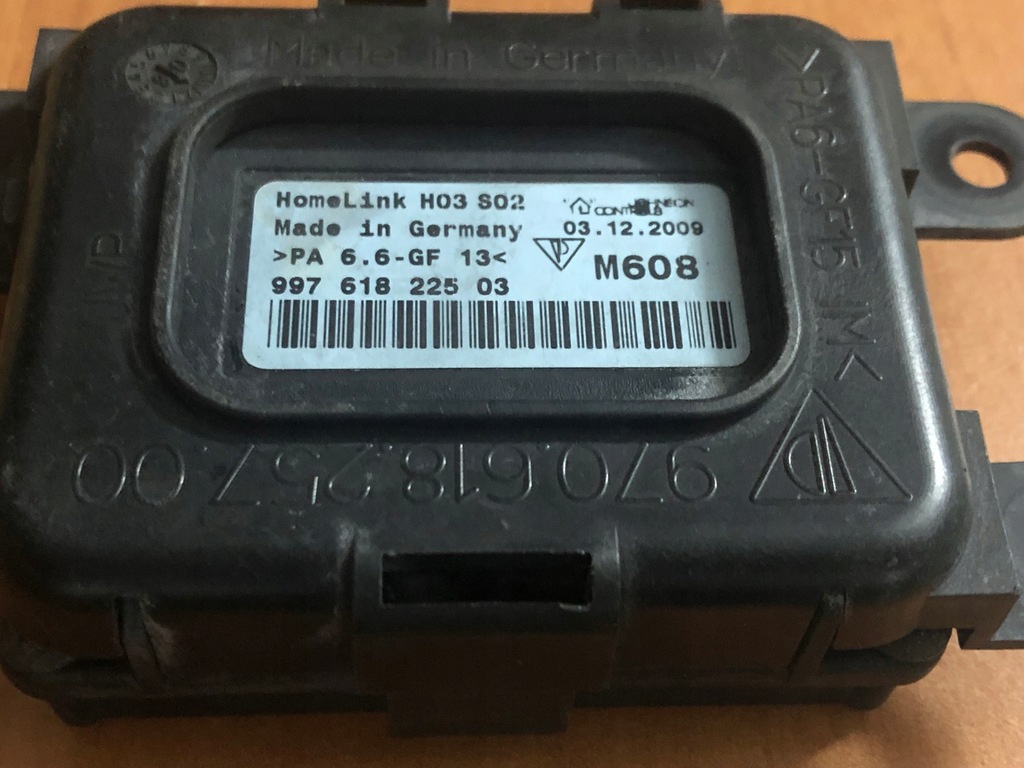 Made in Germany
>PA6-GF15-M<
HomeLink H03 S02
Made in Germany
03.12.2009
>PA 6.6-GF 13<
M608
997 618 225 03
970.618.257.00